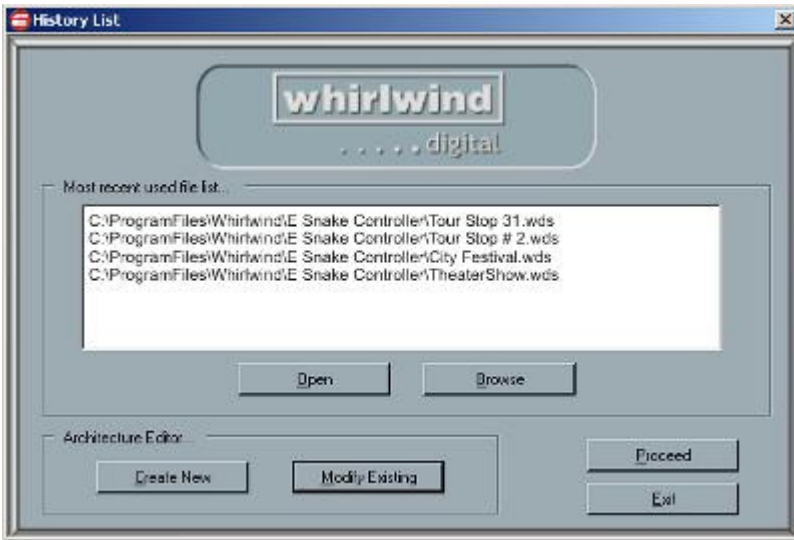 History List
whirlwind
.....digital
Most recent used file list...
C:\ProgramFiles\Whirlwind\E Snake Controller\Tour Stop 31.wds
C:\ProgramFiles\Whirlwind\E Snake Controller\Tour Stop # 2.wds
C:\ProgramFiles\Whirlwind\E Snake Controller\City Festival.wds
C:\ProgramFiles\Whirlwind\E Snake Controller\TheaterShow.wds
Open Browse
Architecture Editor...
Create New Modify Existing
Proceed
Exit